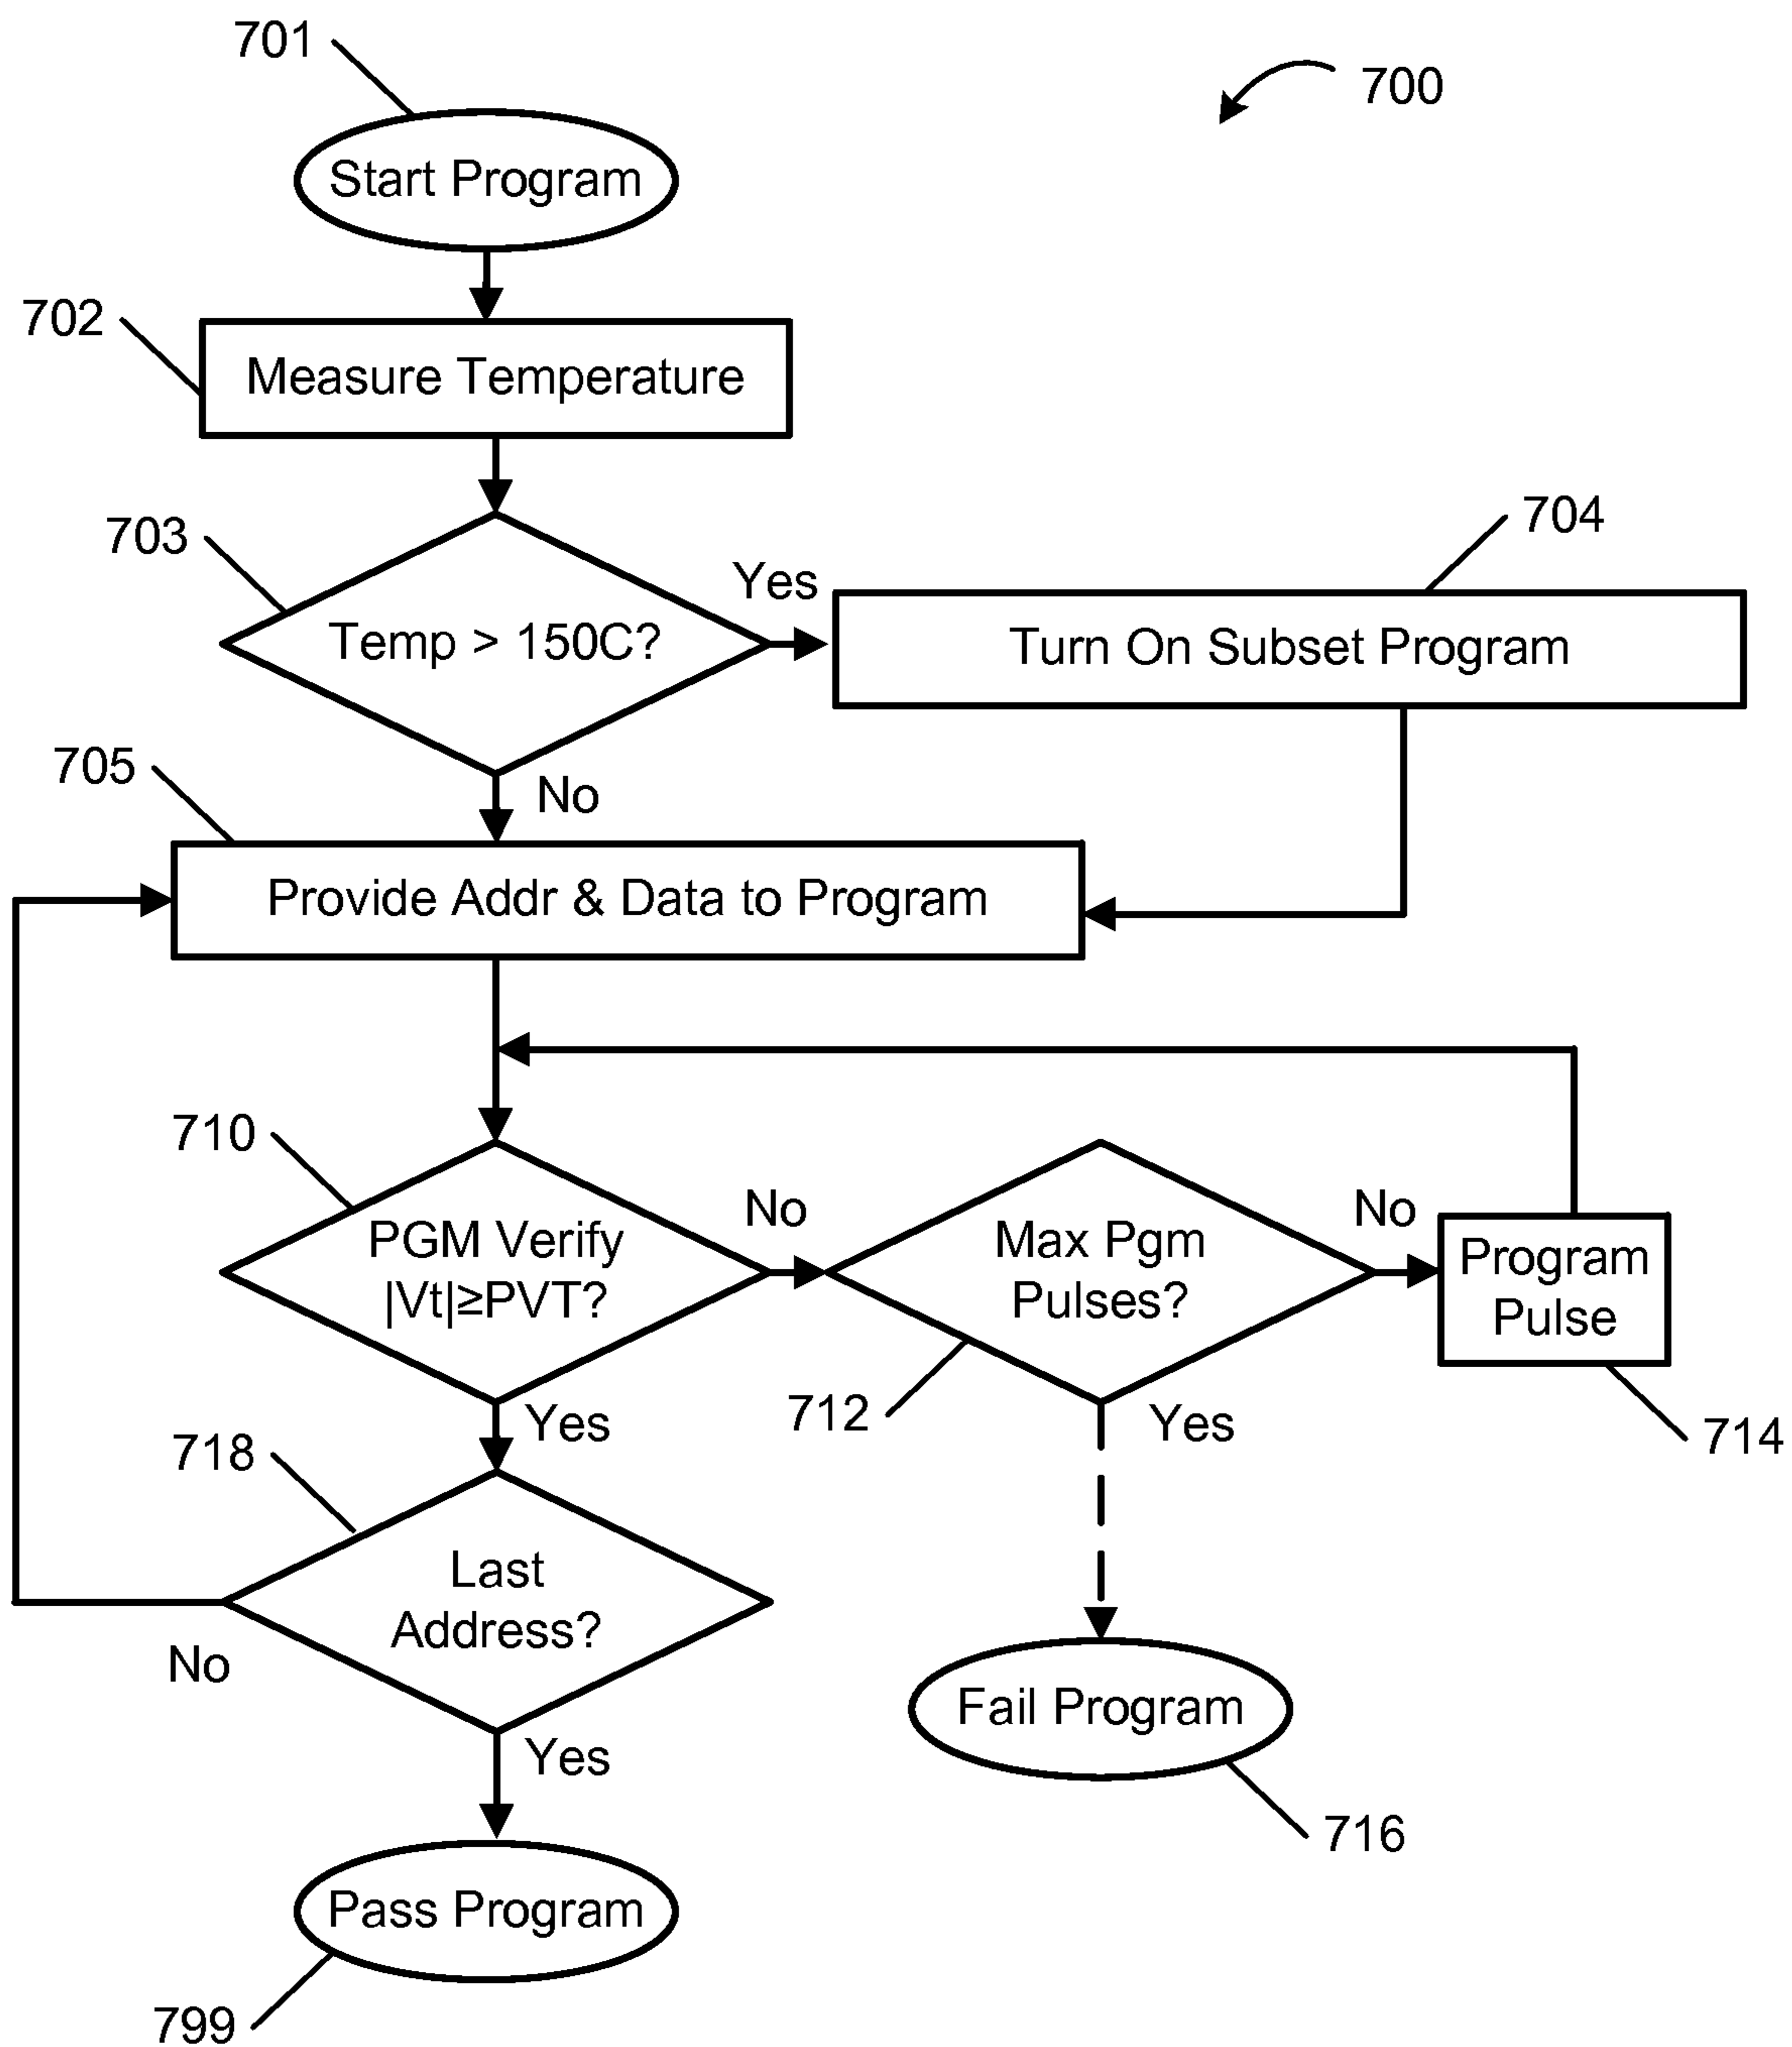 701
700
Start Program
702
Measure Temperature
703
704
Yes
Temp > 150C?
Turn On Subset Program
705
No
Provide Addr & Data to Program
710
No
No
PGM Verify
|Vt|≥PVT?
Max Pgm
Pulses?
Program
Pulse
712
714
Yes
Yes
718
Last
Address?
No
Fail Program
Yes
716
Pass Program
799